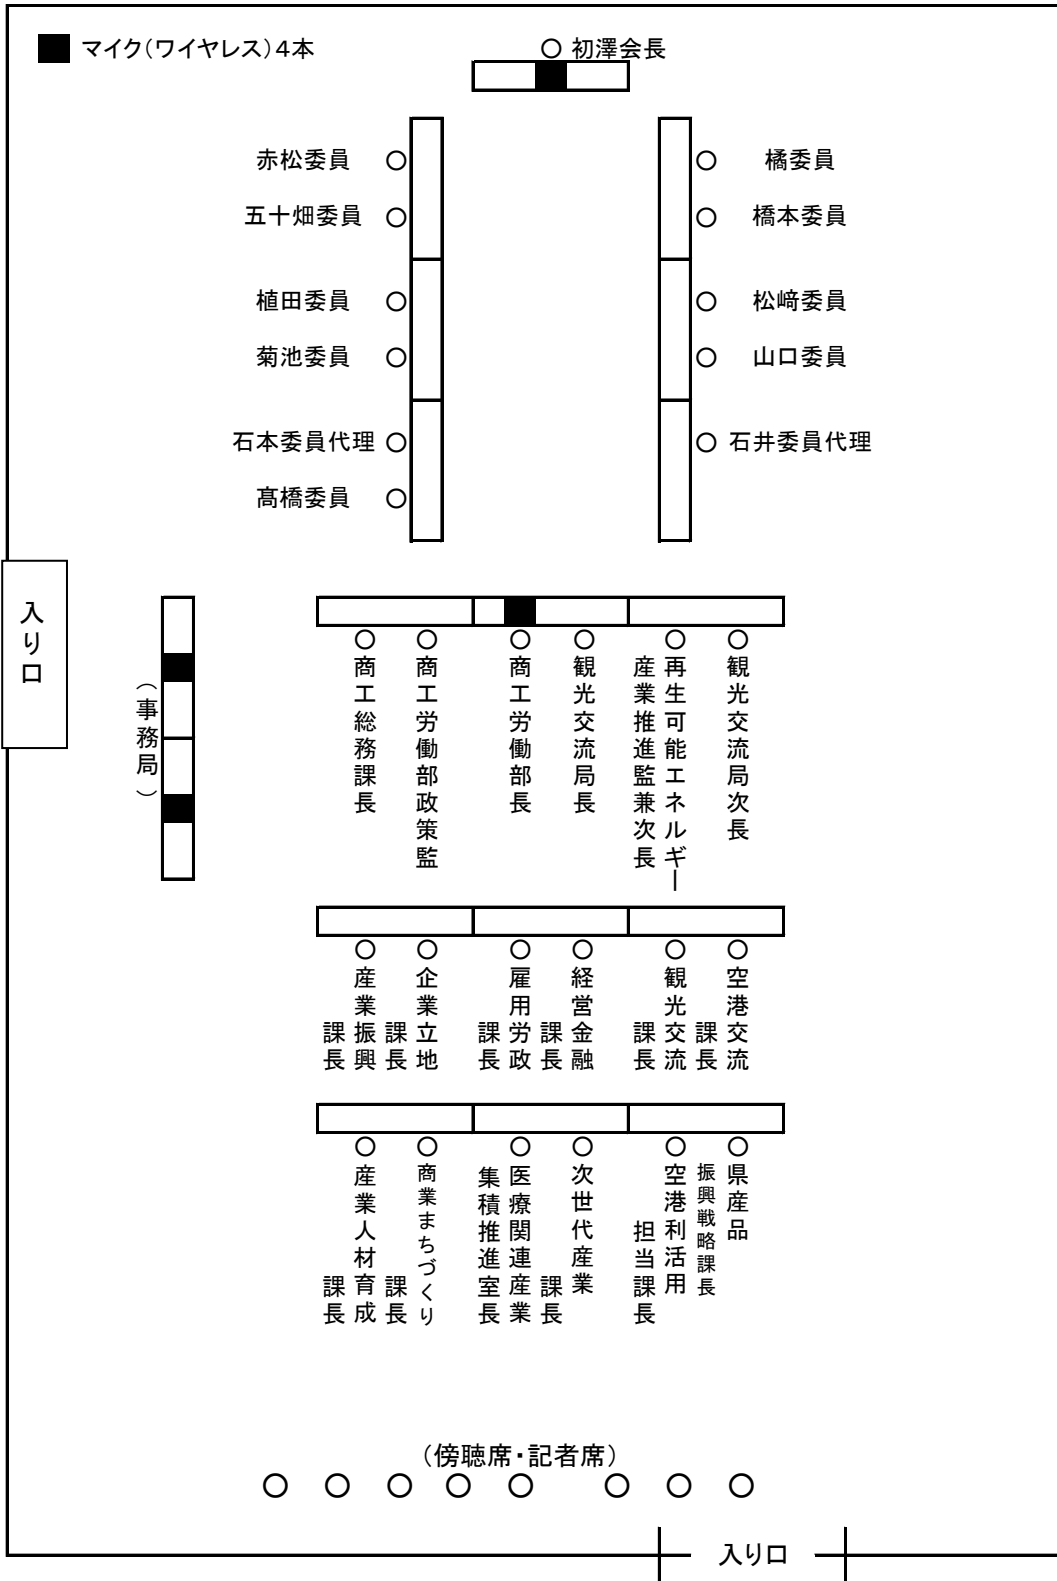 ■ マイク(ワイヤレス)4本
○ 初澤会長
赤松委員 ○
○ 橘委員
五十畑委員 ○
○ 橋本委員
植田委員 ○
○ 松﨑委員
菊池委員 ○
○ 山口委員
石本委員代理 ○
○ 石井委員代理
髙橋委員 ○
入り口
(事務局)
○商工総務課長
○商工労働部政策監
○商工労働部長
○観光交流局長
○再生可能エネルギー
産業推進監兼次長
○観光交流局次長
○産業振興
課長
○企業立地
課長
○雇用労政
課長
○経営金融
課長
○観光交流
課長
○空港交流
課長
○産業人材育成
課長
○商業まちづくり
課長
○医療関連産業
集積推進室長
○次世代産業
課長
○空港利活用
担当課長
○県産品
振興戦略課長
(傍聴席・記者席)
○ ○ ○ ○ ○ ○ ○ ○
入り口